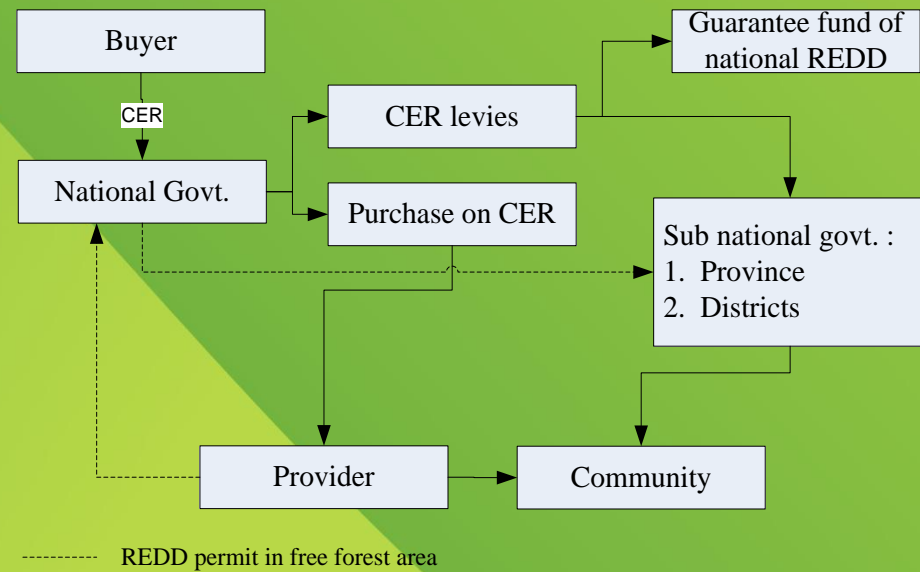 Buyer
Guarantee fund of
national REDD
CER
CER levies
National Govt.
Purchase on CER
Sub national govt. :
1. Province
2. Districts
Provider
Community
REDD permit in free forest area